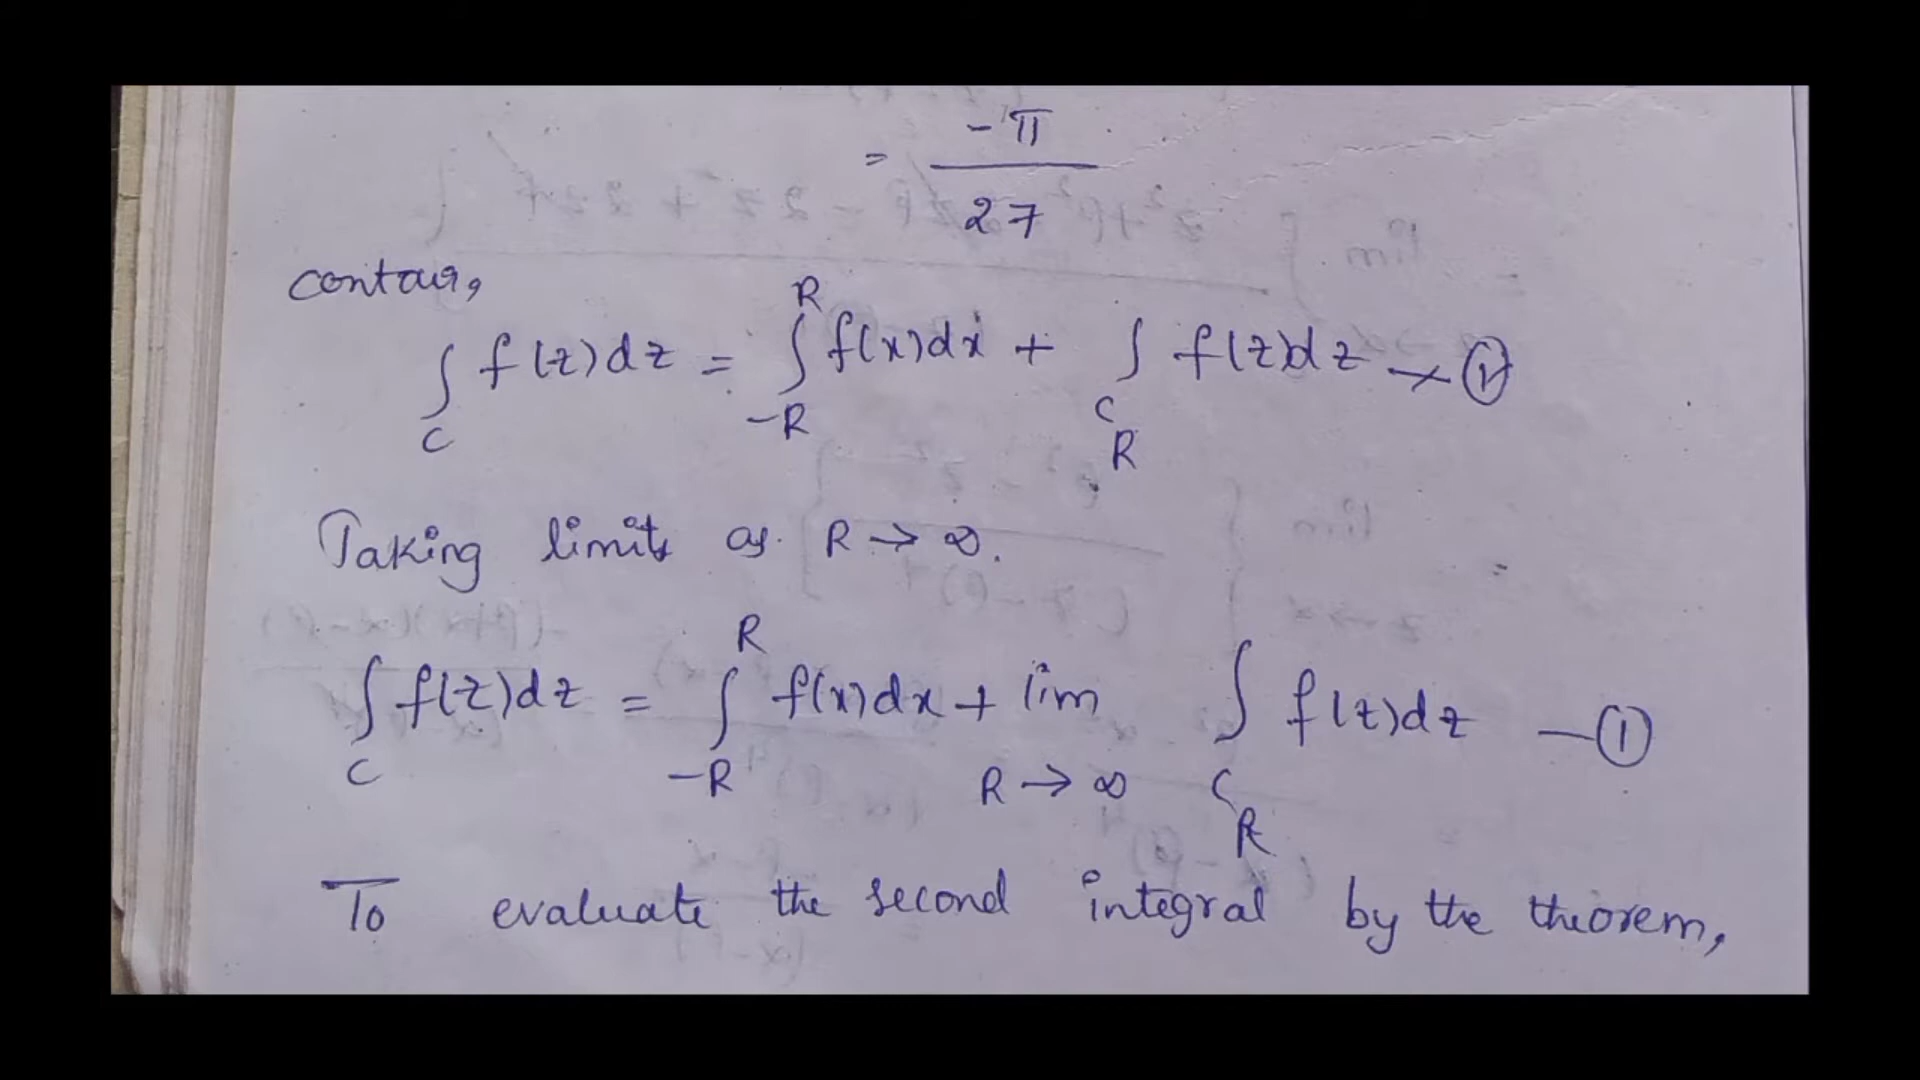 = -π / 27
contour,
∫_C f(z)dz = ∫_{-R}^{R} f(x)dx + ∫_{C_R} f(z)dz → ①
Taking limits as R → ∞.
∫_C f(z)dz = ∫_{-R}^{R} f(x)dx + lim_{R → ∞} ∫_{C_R} f(z)dz — ①
To evaluate the second integral by the theorem,